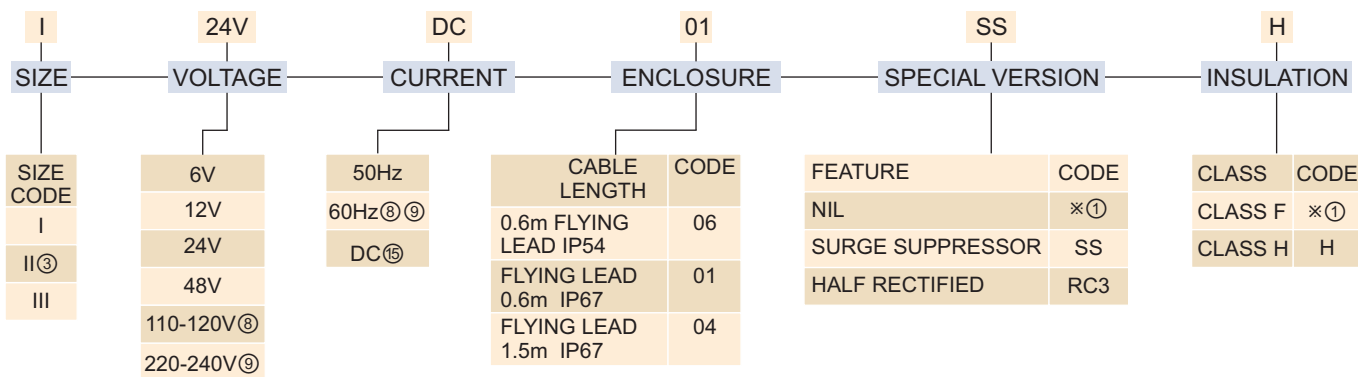 I 24V DC 01 SS H
SIZE VOLTAGE CURRENT ENCLOSURE SPECIAL VERSION INSULATION
SIZE
CODE
I
II③
III
6V
12V
24V
48V
110-120V⑧
220-240V⑨
50Hz
60Hz⑧⑨
DC⑮
CABLE
LENGTH
CODE
0.6m FLYING
LEAD IP54
06
FLYING LEAD
0.6m IP67
01
FLYING LEAD
1.5m IP67
04
FEATURE CODE
NIL ※①
SURGE SUPPRESSOR SS
HALF RECTIFIED RC3
CLASS CODE
CLASS F ※①
CLASS H H